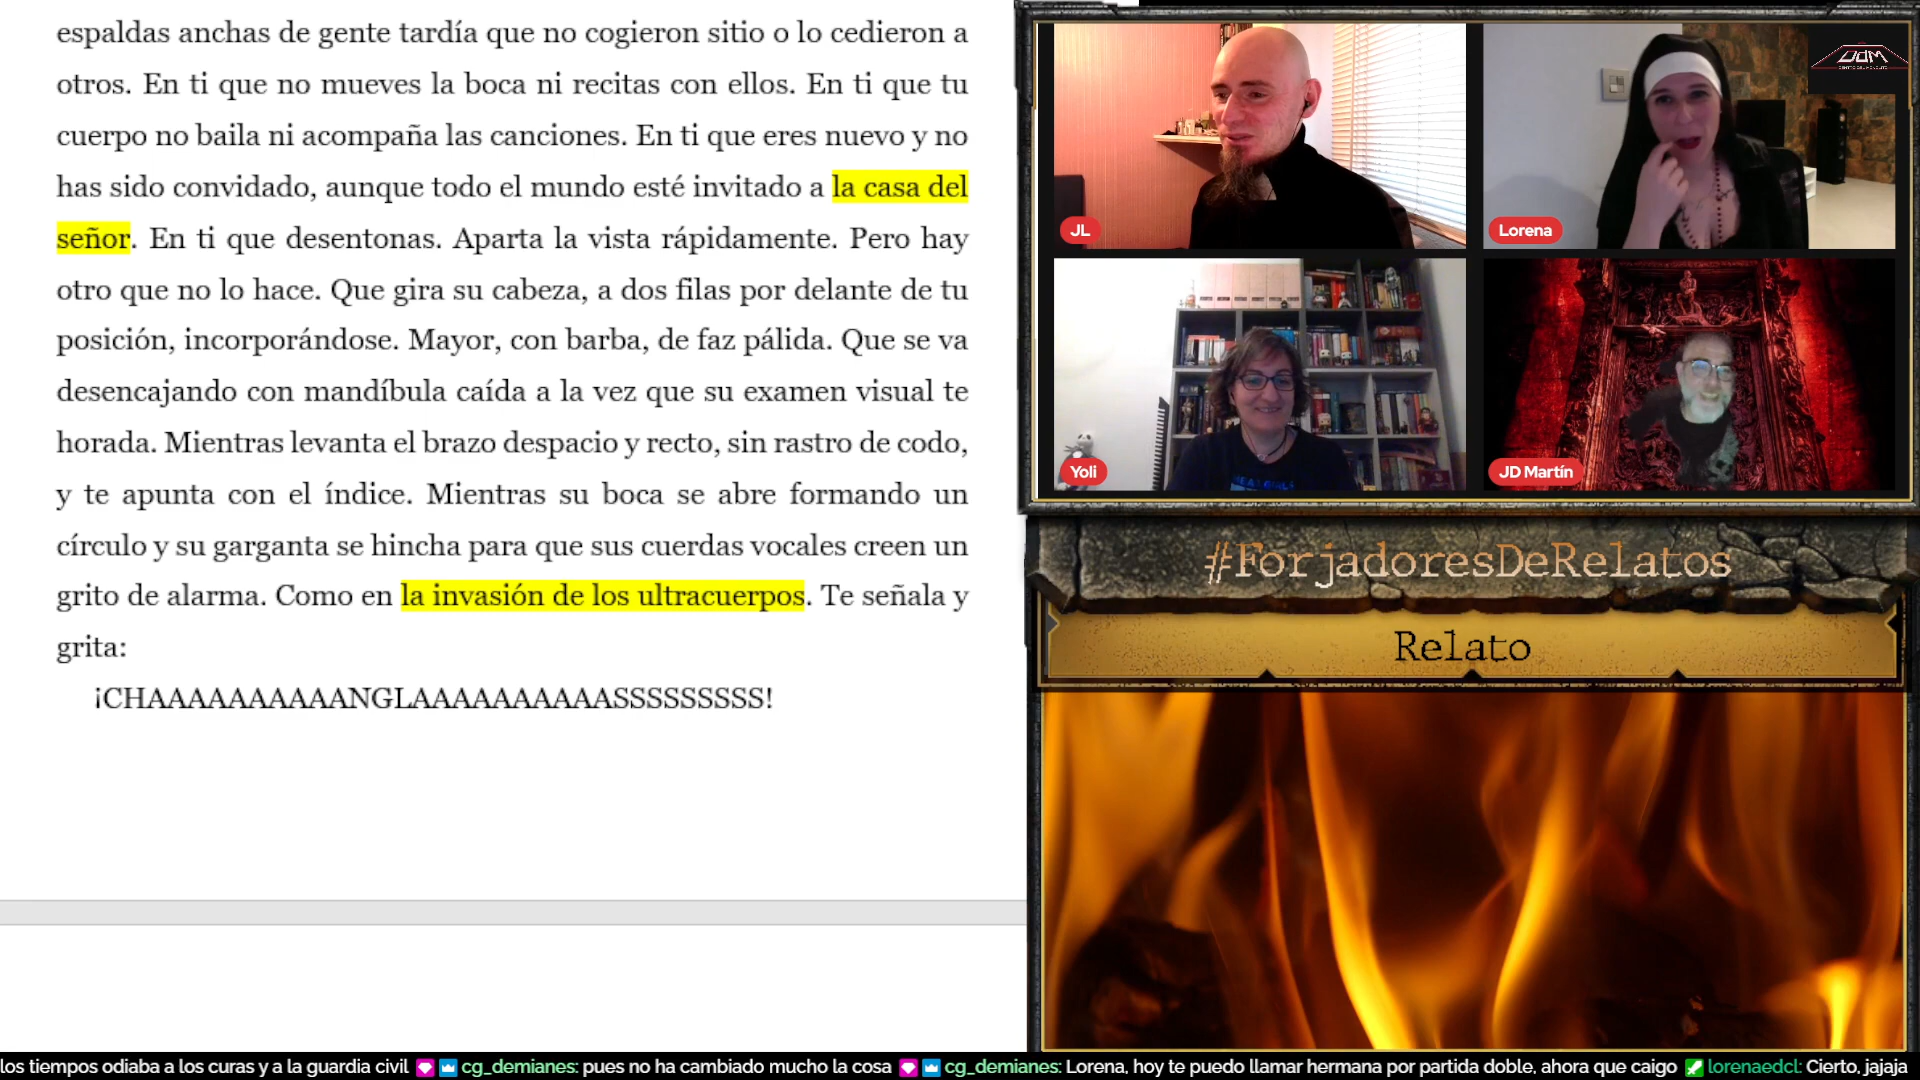 espaldas anchas de gente tardía que no cogieron sitio o lo cedieron a
otros. En ti que no mueves la boca ni recitas con ellos. En ti que tu
cuerpo no baila ni acompaña las canciones. En ti que eres nuevo y no
has sido convidado, aunque todo el mundo esté invitado a la casa del
señor. En ti que desentonas. Aparta la vista rápidamente. Pero hay
otro que no lo hace. Que gira su cabeza, a dos filas por delante de tu
posición, incorporándose. Mayor, con barba, de faz pálida. Que se va
desencajando con mandíbula caída a la vez que su examen visual te
horada. Mientras levanta el brazo despacio y recto, sin rastro de codo,
y te apunta con el índice. Mientras su boca se abre formando un
círculo y su garganta se hincha para que sus cuerdas vocales creen un
grito de alarma. Como en la invasión de los ultracuerpos. Te señala y
grita:
¡CHAAAAAAAAAANGLAAAAAAAAAASSSSSSSSS!
JL
Lorena
Yoli
JD Martín
#ForjadoresDeRelatos
Relato
los tiempos odiaba a los curas y a la guardia civil cg_demianes: pues no ha cambiado mucho la cosa cg_demianes: Lorena, hoy te puedo llamar hermana por partida doble, ahora que caigo lorenaedcl: Cierto, jajaja